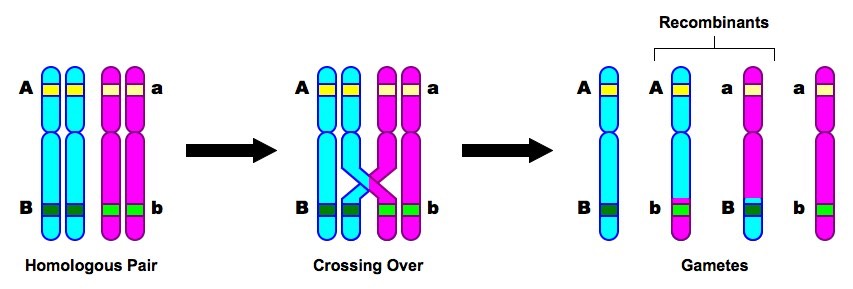 Recombinants
A a A a A A a a
B b B b B b B b
Homologous Pair Crossing Over Gametes